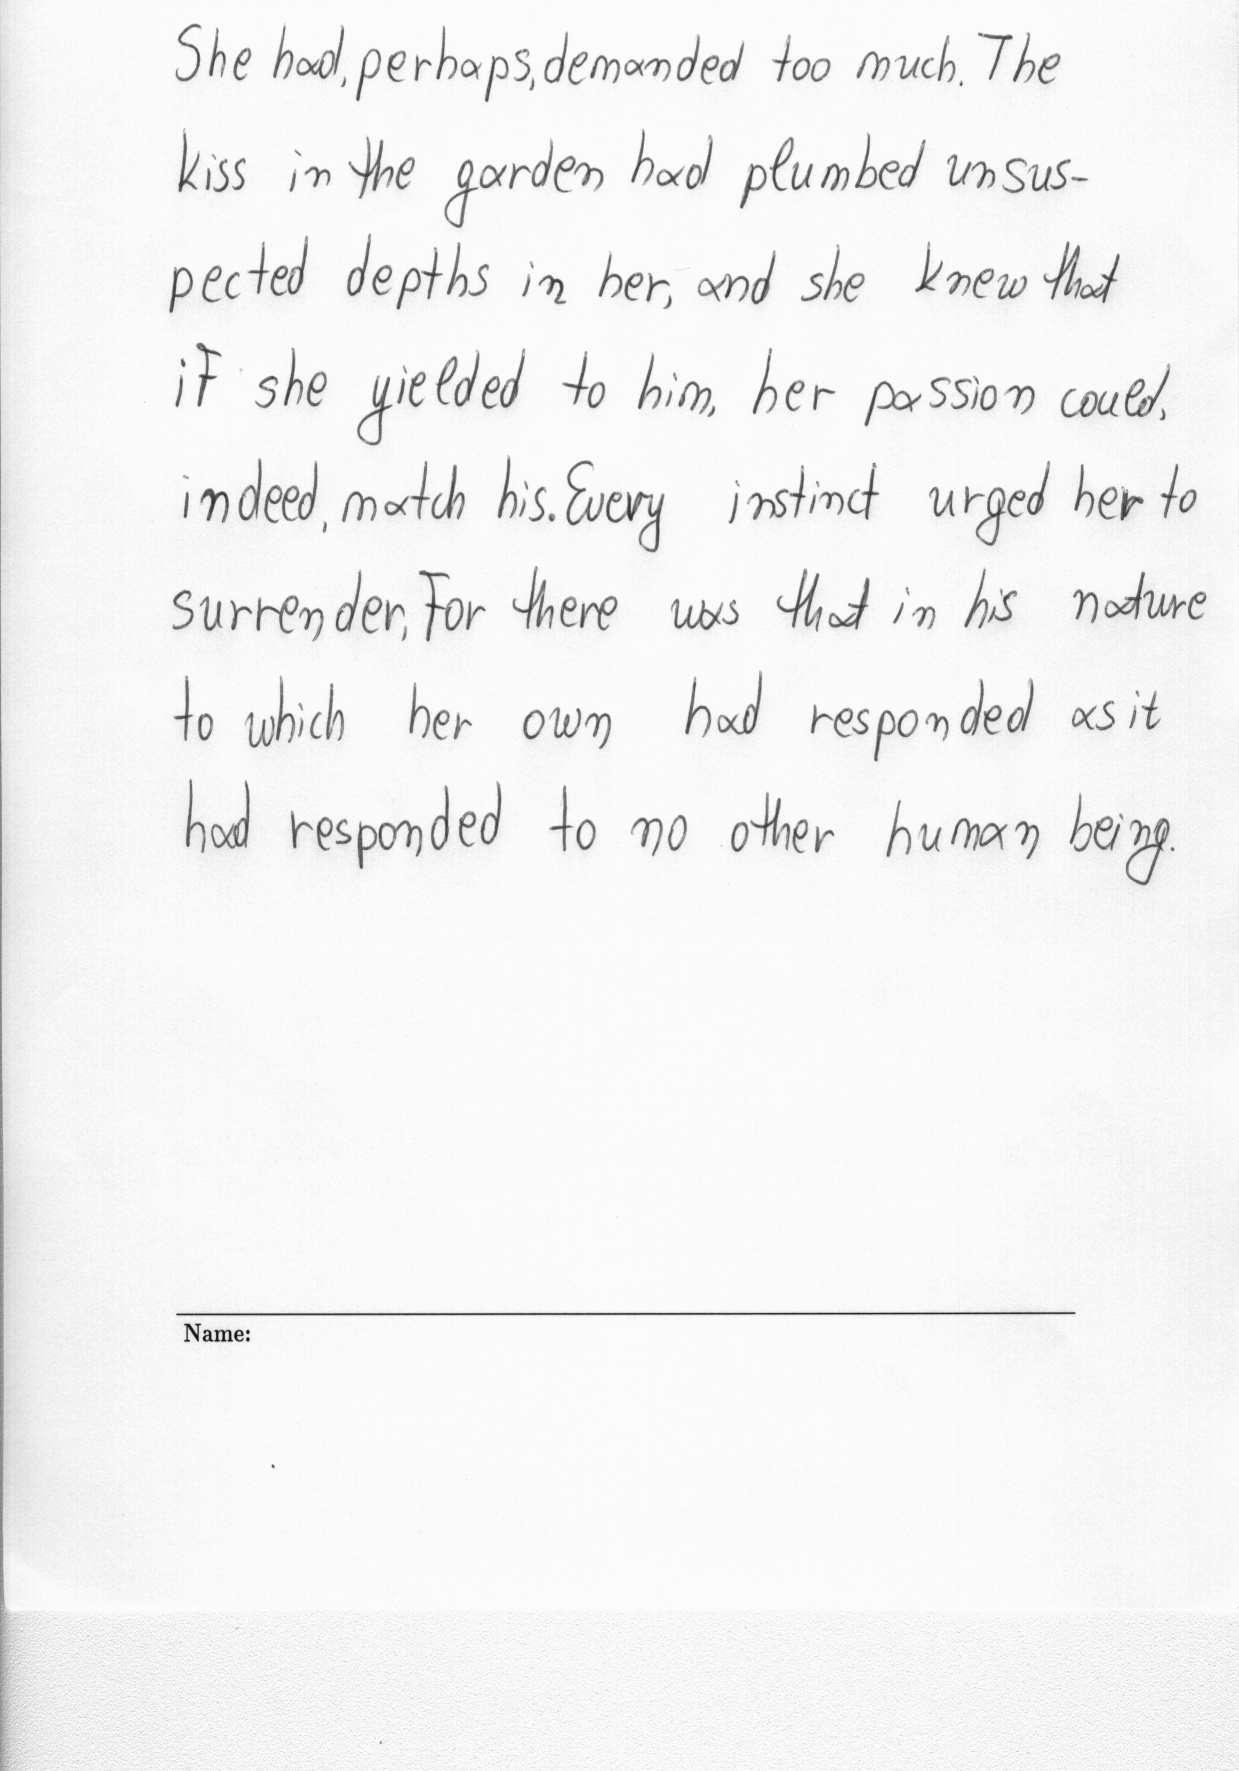 She had, perhaps, demanded too much. The
kiss in the garden had plumbed unsus-
pected depths in her, and she knew that
if she yielded to him, her passion could,
indeed, match his. Every instinct urged her to
surrender, For there was that in his nature
to which her own had responded as it
had responded to no other human being.
Name: